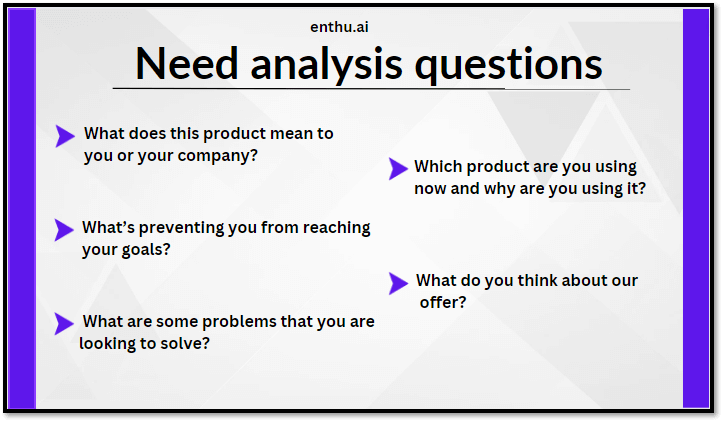 enthu.ai
Need analysis questions
What does this product mean to
you or your company?
What's preventing you from reaching
your goals?
What are some problems that you are
looking to solve?
Which product are you using
now and why are you using it?
What do you think about our
offer?